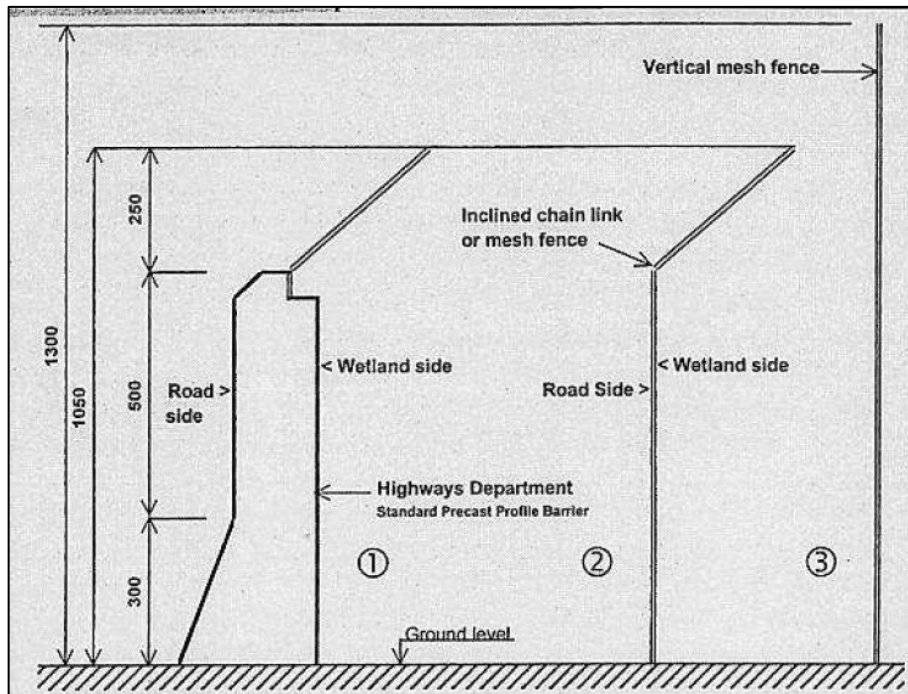 Vertical mesh fence
250
Inclined chain link
or mesh fence
1300
1050
500
Road >
side
< Wetland side
Road Side >
< Wetland side
Highways Department
Standard Precast Profile Barrier
300
①
②
③
Ground level